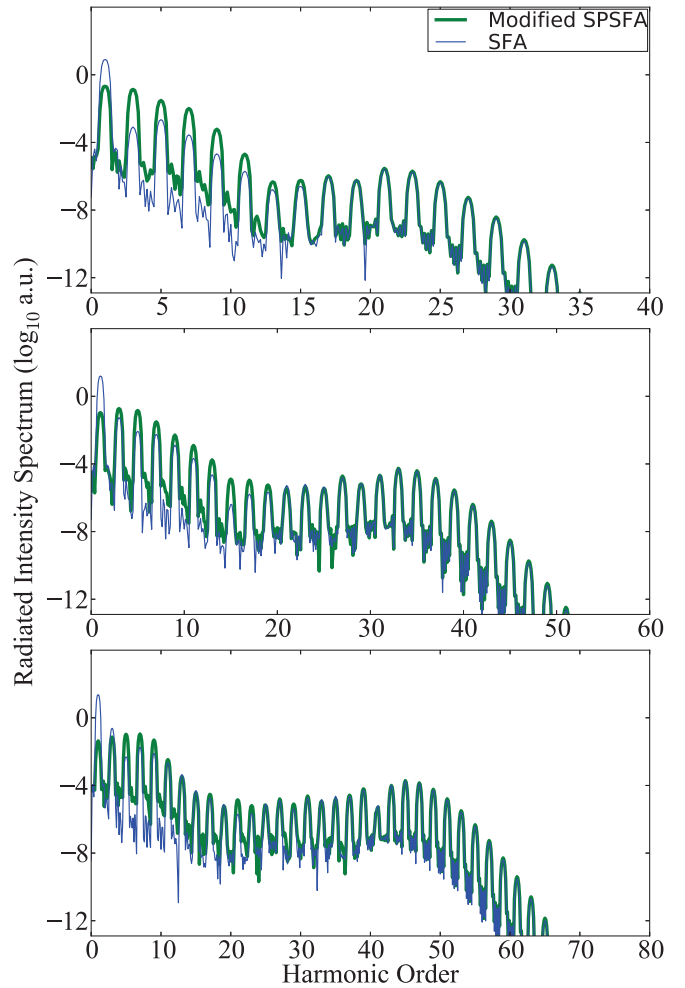 Modified SPSFA
SFA
Radiated Intensity Spectrum (log10 a.u.)
0
−4
−8
−12
0 5 10 15 20 25 30 35 40
0
−4
−8
−12
0 10 20 30 40 50 60
0
−4
−8
−12
0 10 20 30 40 50 60 70 80
Harmonic Order